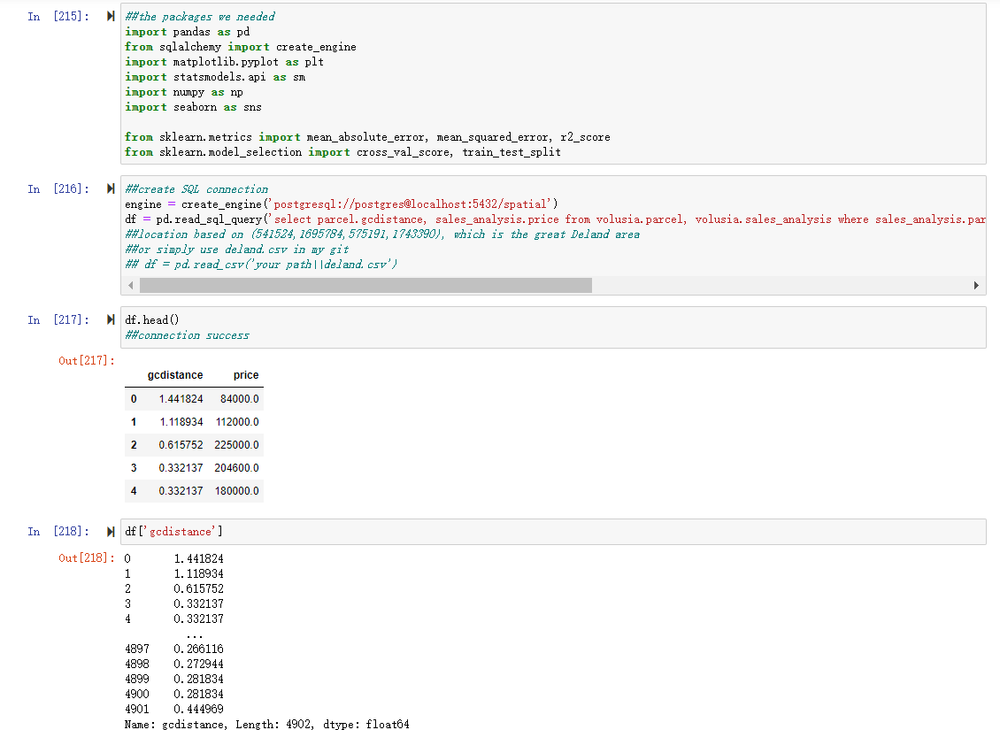 In [215]:
##the packages we needed
import pandas as pd
from sqlalchemy import create_engine
import matplotlib.pyplot as plt
import statsmodels.api as sm
import numpy as np
import seaborn as sns
from sklearn.metrics import mean_absolute_error, mean_squared_error, r2_score
from sklearn.model_selection import cross_val_score, train_test_split
In [216]:
##create SQL connection
engine = create_engine('postgresql://postgres@localhost:5432/spatial')
df = pd.read_sql_query('select parcel.gcdistance, sales_analysis.price from volusia.parcel, volusia.sales_analysis where sales_analysis.par
##location based on (541524,1695784,575191,1743390), which is the great Deland area
##or simply use deland.csv in my git
## df = pd.read_csv('your path||deland.csv')
In [217]:
df.head()
##connection success
Out[217]:
gcdistance price
0 1.441824 84000.0
1 1.118934 112000.0
2 0.615752 225000.0
3 0.332137 204600.0
4 0.332137 180000.0
In [218]:
df['gcdistance']
Out[218]:
0 1.441824
1 1.118934
2 0.615752
3 0.332137
4 0.332137
...
4897 0.266116
4898 0.272944
4899 0.281834
4900 0.281834
4901 0.444969
Name: gcdistance, Length: 4902, dtype: float64